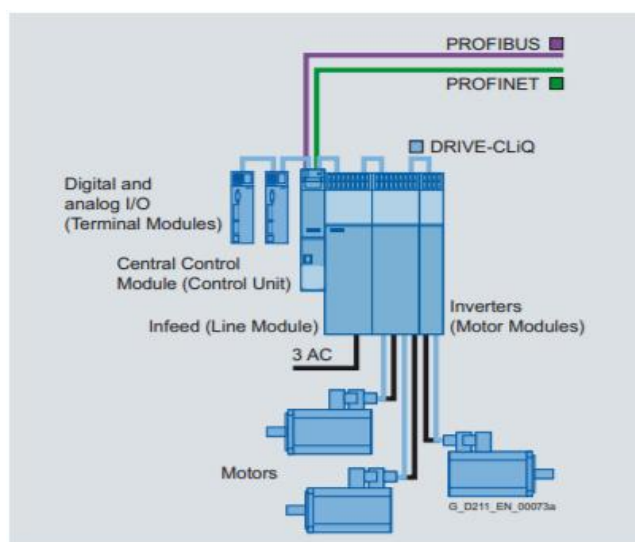 PROFIBUS
PROFINET
DRIVE-CLiQ
Digital and
analog I/O
(Terminal Modules)
Central Control
Module (Control Unit)
Infeed (Line Module)
Inverters
(Motor Modules)
3 AC
Motors
G_D211_EN_00073a